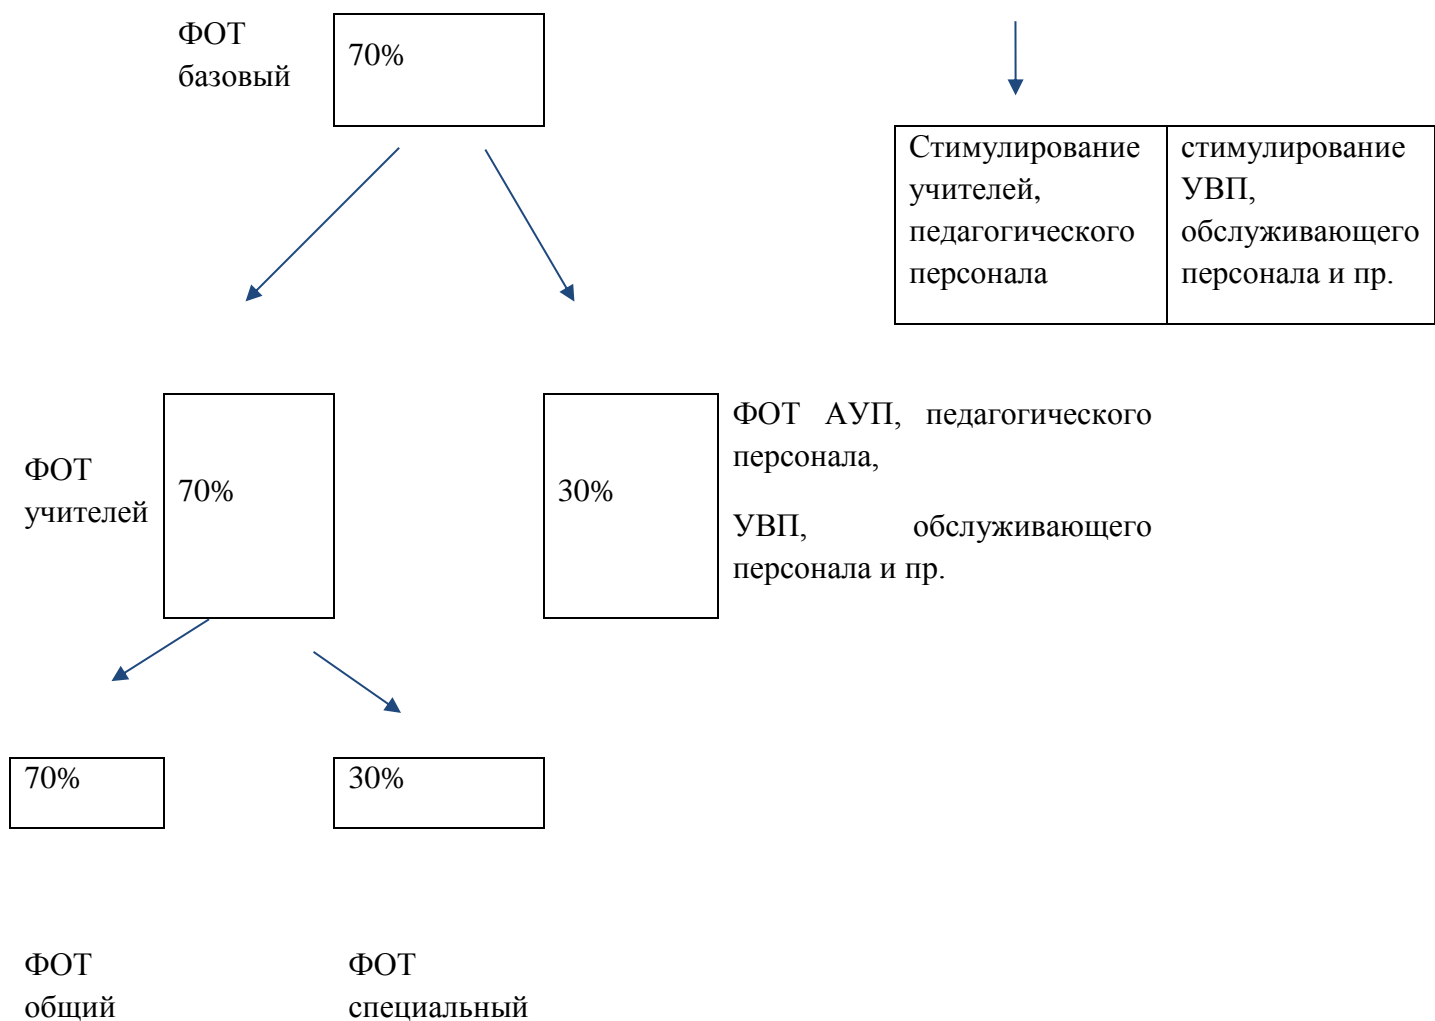 ФОТ
базовый
70%
Стимулирование
учителей,
педагогического
персонала
стимулирование
УВП,
обслуживающего
персонала и пр.
ФОТ
учителей
70%
30%
ФОТ АУП, педагогического
персонала,
УВП, обслуживающего
персонала и пр.
70%
30%
ФОТ
общий
ФОТ
специальный